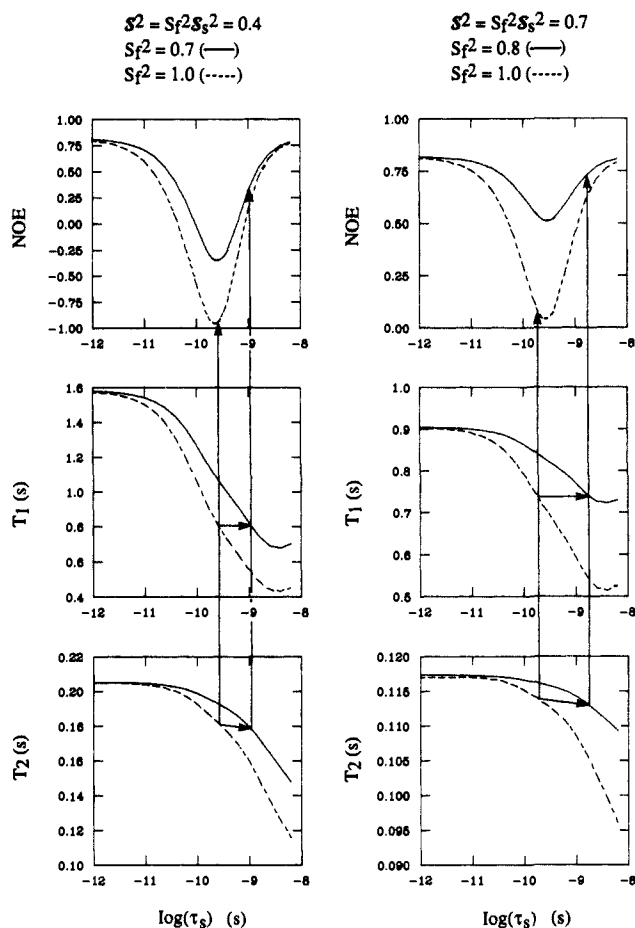 S² = Sf²Ss² = 0.4
Sf² = 0.7 (——)
Sf² = 1.0 (-----)
S² = Sf²Ss² = 0.7
Sf² = 0.8 (——)
Sf² = 1.0 (-----)
NOE
1.00
0.75
0.50
0.25
0.00
-0.25
-0.50
-0.75
-1.00
-12 -11 -10 -9 -8
NOE
1.00
0.75
0.50
0.25
0.00
-12 -11 -10 -9 -8
T1 (s)
1.6
1.4
1.2
1.0
0.8
0.6
0.4
-12 -11 -10 -9 -8
T1 (s)
1.0
0.9
0.8
0.7
0.6
0.5
-12 -11 -10 -9 -8
T2 (s)
0.22
0.20
0.18
0.16
0.14
0.12
0.10
-12 -11 -10 -9 -8
log(τs) (s)
T2 (s)
0.120
0.115
0.110
0.105
0.100
0.095
0.090
-12 -11 -10 -9 -8
log(τs) (s)